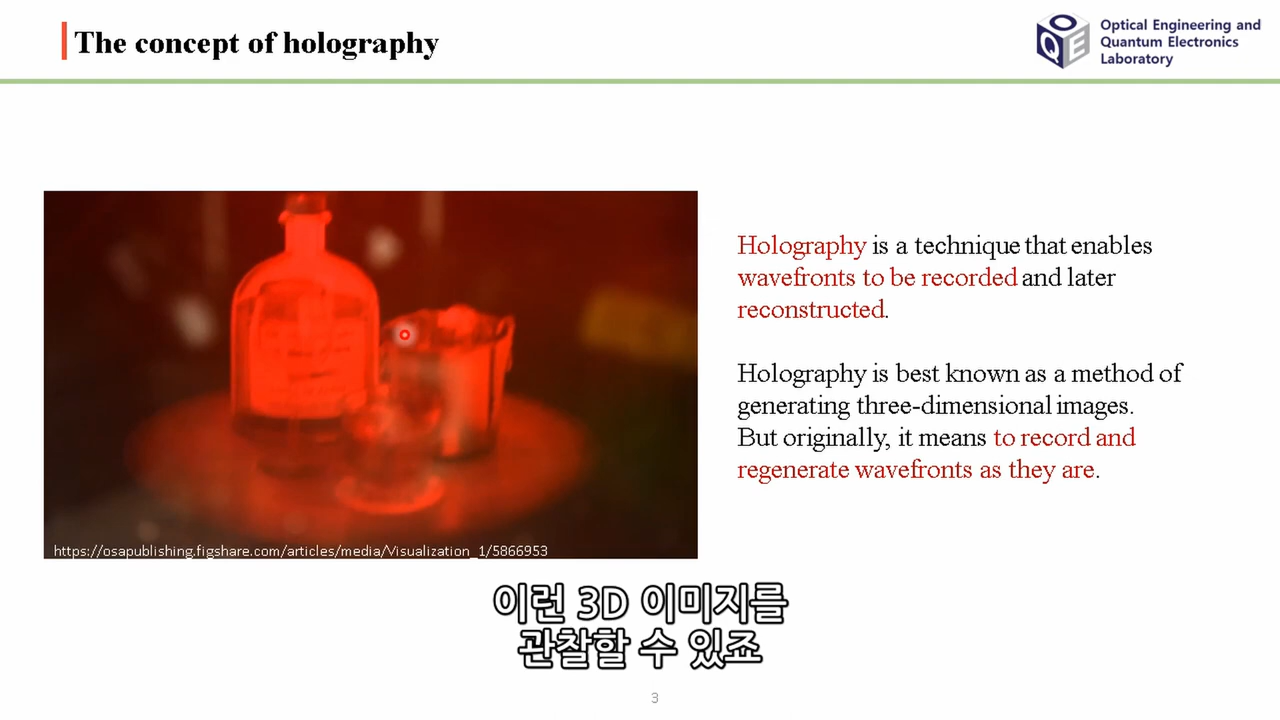 The concept of holography
OQE
Optical Engineering and
Quantum Electronics
Laboratory
Holography is a technique that enables
wavefronts to be recorded and later
reconstructed.
Holography is best known as a method of
generating three-dimensional images.
But originally, it means to record and
regenerate wavefronts as they are.
https://osapublishing.figshare.com/articles/media/Visualization_1/5866953
이런 3D 이미지를
관찰할 수 있죠
3